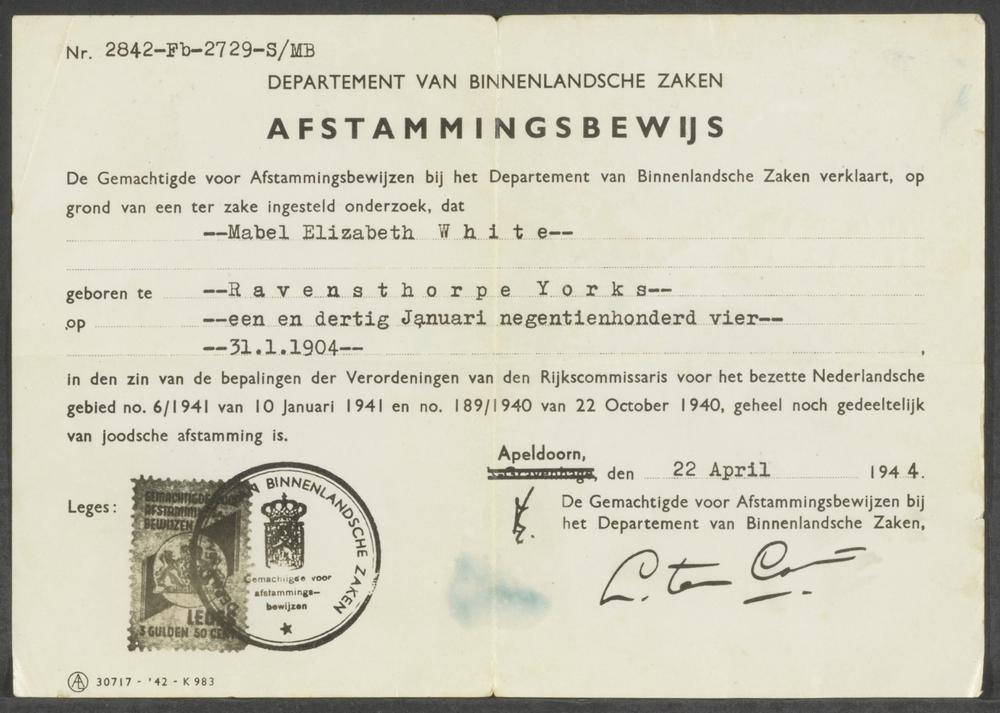 Nr. 2842-Fb-2729-S/MB
DEPARTEMENT VAN BINNENLANDSCHE ZAKEN
AFSTAMMINGSBEWIJS
De Gemachtigde voor Afstammingsbewijzen bij het Departement van Binnenlandsche Zaken verklaart, op
grond van een ter zake ingesteld onderzoek, dat
--Mabel Elizabeth White--
geboren te --Ravensthorpe Yorks--
op --een en dertig Januari negentienhonderd vier--
--31.1.1904--,
in den zin van de bepalingen der Verordeningen van den Rijkscommissaris voor het bezette Nederlandsche
gebied no. 6/1941 van 10 Januari 1941 en no. 189/1940 van 22 October 1940, geheel noch gedeeltelijk
van joodsche afstamming is.
Apeldoorn,
's-Gravenhage, den 22 April 1944.
De Gemachtigde voor Afstammingsbewijzen bij
het Departement van Binnenlandsche Zaken,
Leges:
GEMACHTIGDE VOOR
AFSTAMMINGS
BEWIJZEN
LEGES
3 GULDEN 50 CENT
BINNENLANDSCHE ZAKEN
Gemachtigde voor
afstammings-
bewijzen
30717 - '42 - K 983